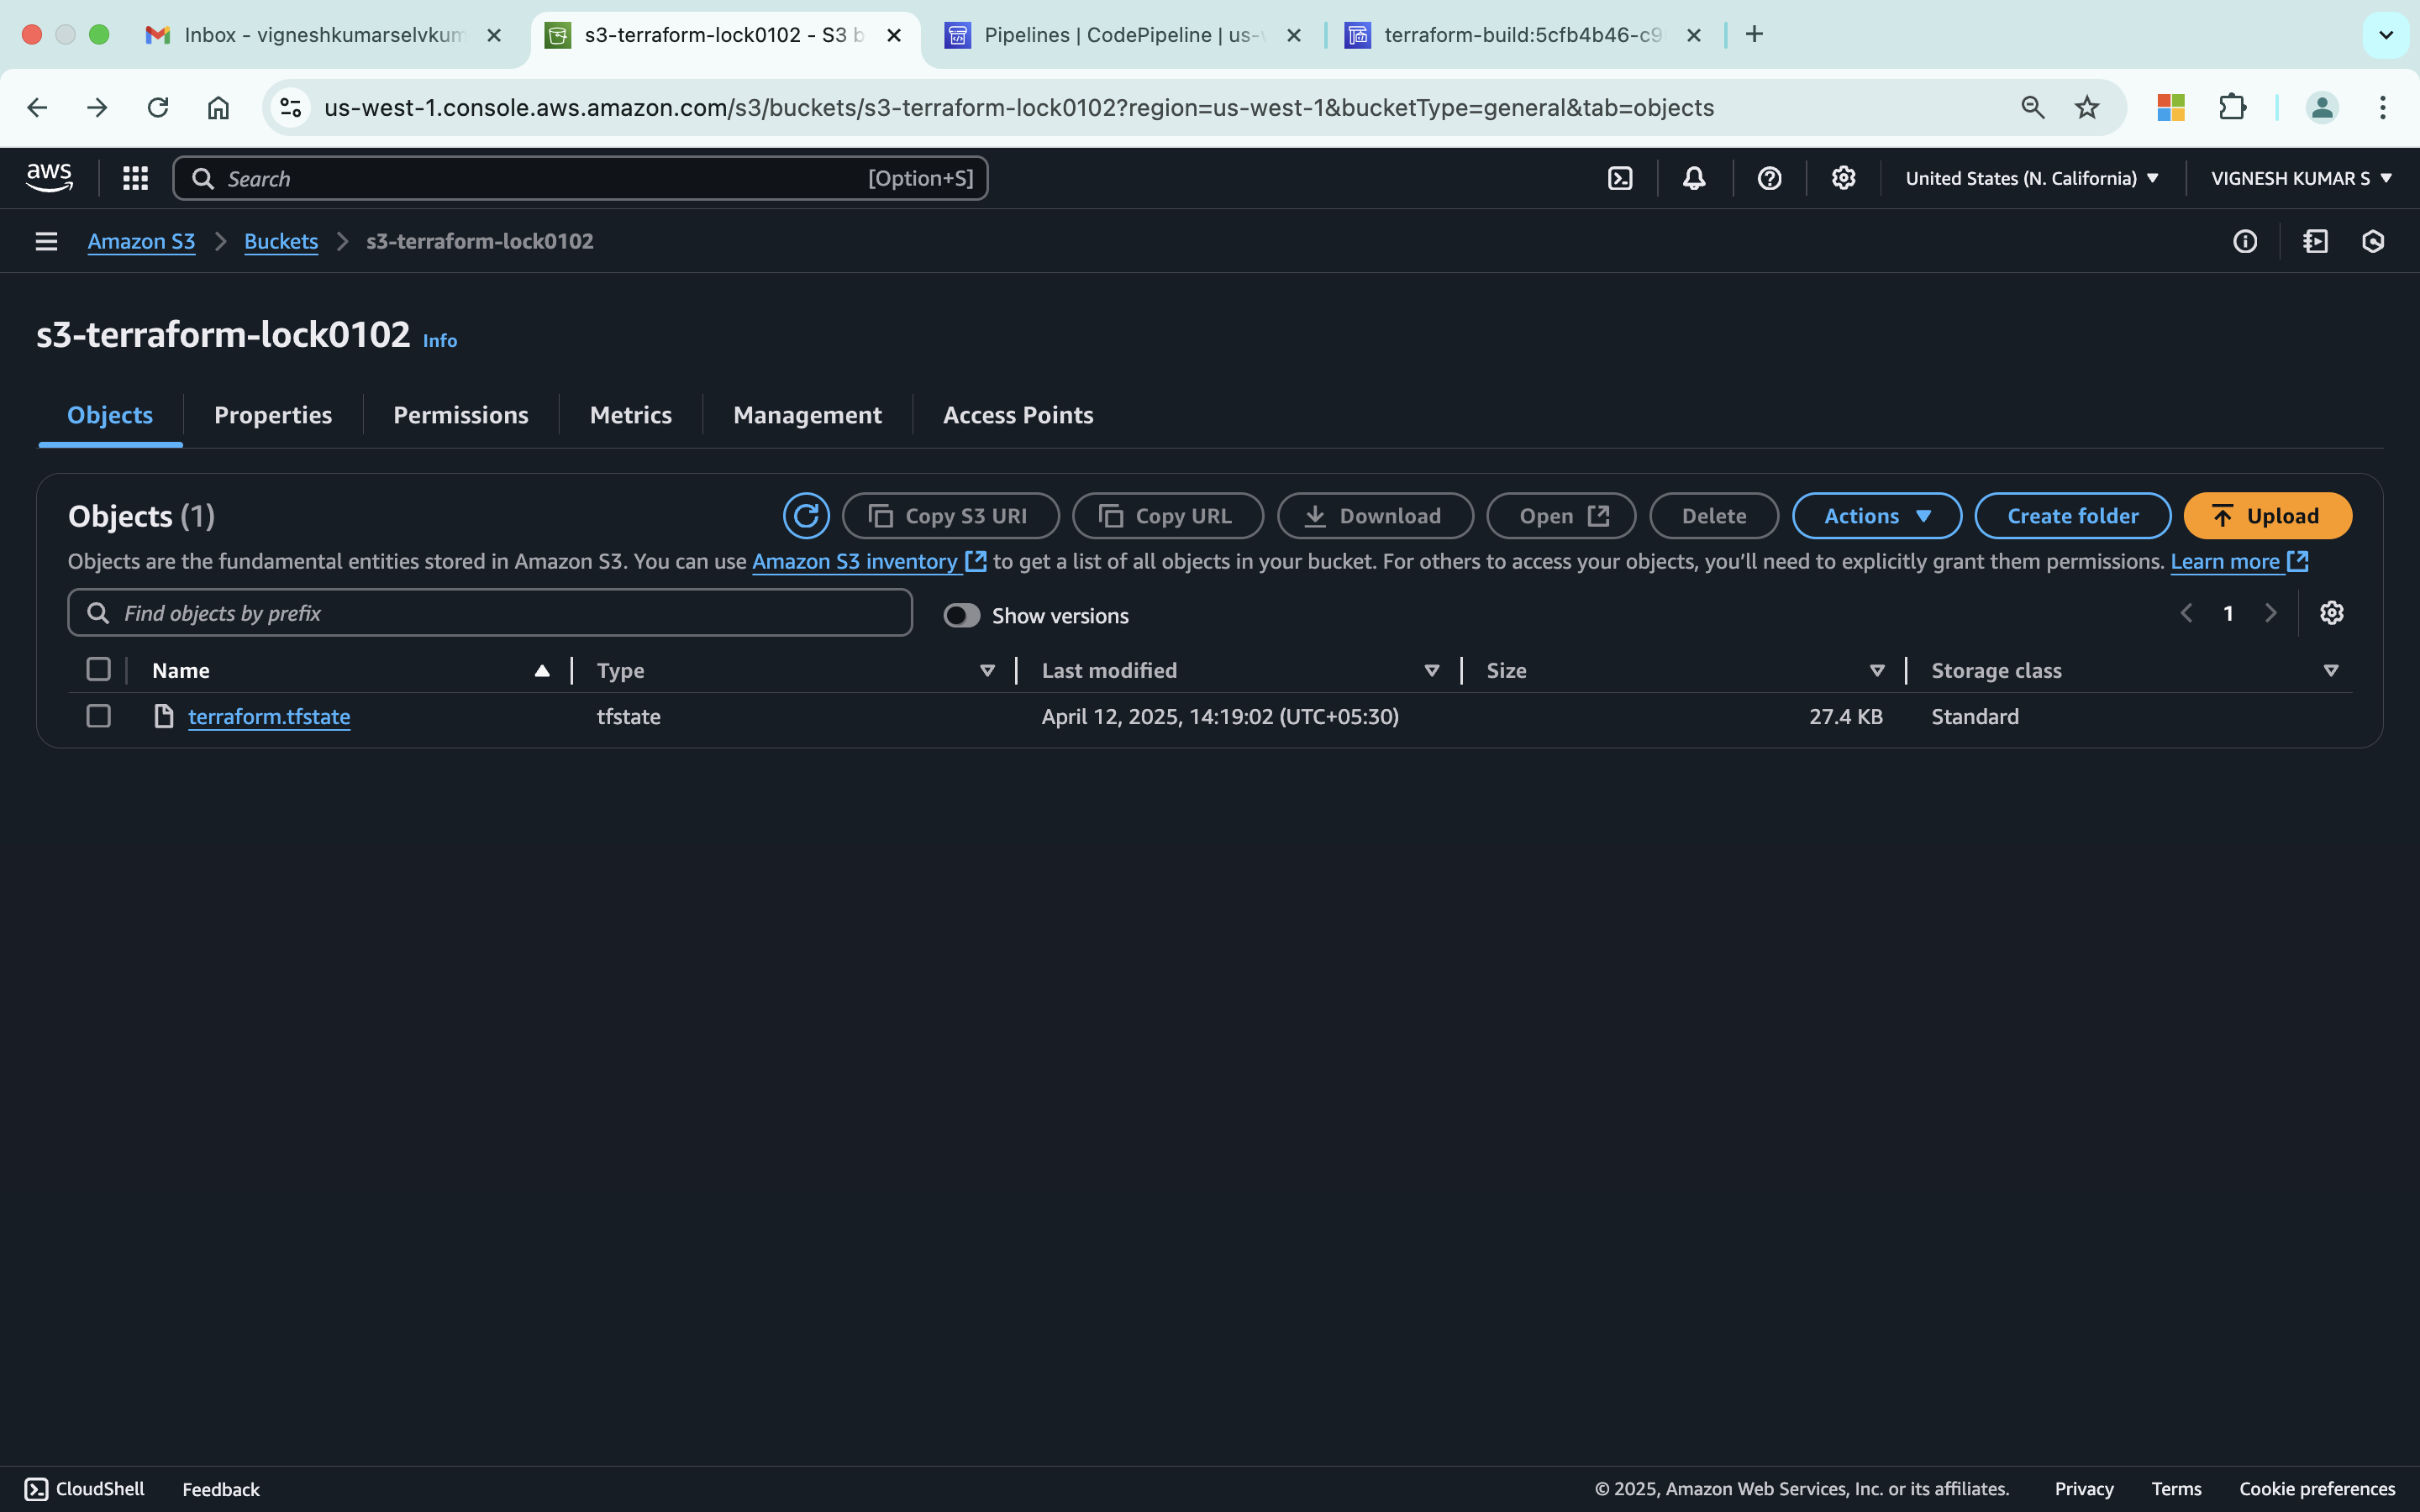 Inbox - vigneshkumarselvkum
s3-terraform-lock0102 - S3 b
Pipelines | CodePipeline | us-w
terraform-build:5cfb4b46-c9
us-west-1.console.aws.amazon.com/s3/buckets/s3-terraform-lock0102?region=us-west-1&bucketType=general&tab=objects
aws
Search
[Option+S]
United States (N. California)
VIGNESH KUMAR S
Amazon S3
Buckets
s3-terraform-lock0102
s3-terraform-lock0102 Info
Objects
Properties
Permissions
Metrics
Management
Access Points
Objects (1)
Copy S3 URI
Copy URL
Download
Open
Delete
Actions
Create folder
Upload
Objects are the fundamental entities stored in Amazon S3. You can use Amazon S3 inventory to get a list of all objects in your bucket. For others to access your objects, you’ll need to explicitly grant them permissions. Learn more
Find objects by prefix
Show versions
1
Name
Type
Last modified
Size
Storage class
terraform.tfstate
tfstate
April 12, 2025, 14:19:02 (UTC+05:30)
27.4 KB
Standard
CloudShell
Feedback
© 2025, Amazon Web Services, Inc. or its affiliates.
Privacy
Terms
Cookie preferences